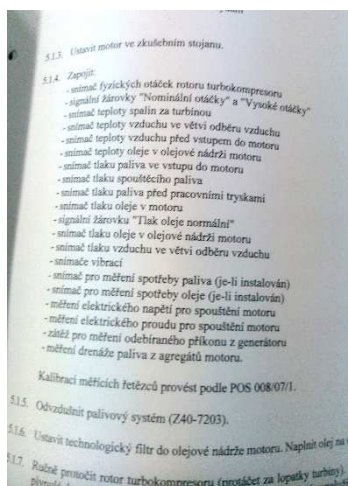 5.1.3. Ustavit motor ve zkušebním stojanu.
5.1.4. Zapojit:
- snímač fyzických otáček rotoru turbokompresoru
- signální žárovky "Nominální otáčky" a "Vysoké otáčky"
- snímač teploty spalin za turbínou
- snímač teploty vzduchu ve větvi odběru vzduchu
- snímač teploty vzduchu před vstupem do motoru
- snímač teploty oleje v olejové nádrži motoru
- snímač tlaku paliva ve vstupu do motoru
- snímač tlaku spouštěcího paliva
- snímač tlaku paliva před pracovními tryskami
- snímač tlaku oleje v motoru
- signální žárovku "Tlak oleje normální"
- snímač tlaku oleje v olejové nádrži motoru
- snímač tlaku vzduchu ve větvi odběru vzduchu
- snímače vibrací
- snímač pro měření spotřeby paliva (je-li instalován)
- snímač pro měření spotřeby oleje (je-li instalován)
- měření elektrického napětí pro spouštění motoru
- měření elektrického proudu pro spouštění motoru
- zátěž pro měření odebíraného příkonu z generátoru
- měření drenáže paliva z agregátů motoru.
Kalibraci měřících řetězců provést podle POS 008/07/1.
5.1.5. Odvzdušnit palivový systém (Z40-7203).
5.1.6. Ustavit technologický filtr do olejové nádrže motoru. Naplnit olej na
5.1.7. Ručně protočit rotor turbokompresoru (protáčet za lopatky turbíny).